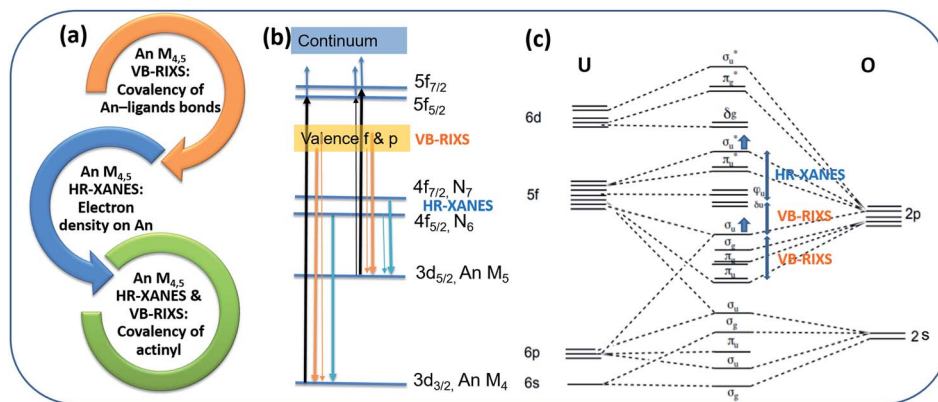 (a)
An M4,5
VB-RIXS:
Covalency of
An–ligands bonds
An M4,5
HR-XANES:
Electron
density on An
An M4,5
HR-XANES &
VB-RIXS:
Covalency of
actinyl
(b)
Continuum
5f7/2
5f5/2
Valence f & p
VB-RIXS
4f7/2, N7
HR-XANES
4f5/2, N6
3d5/2, An M5
3d3/2, An M4
(c)
U
O
6d
5f
6p
6s
σu*
πg*
δg
σu*
πu*
φu
δu
σu
σg
πg
πu
σu
σg
πu
σu
σg
HR-XANES
VB-RIXS
VB-RIXS
2p
2s